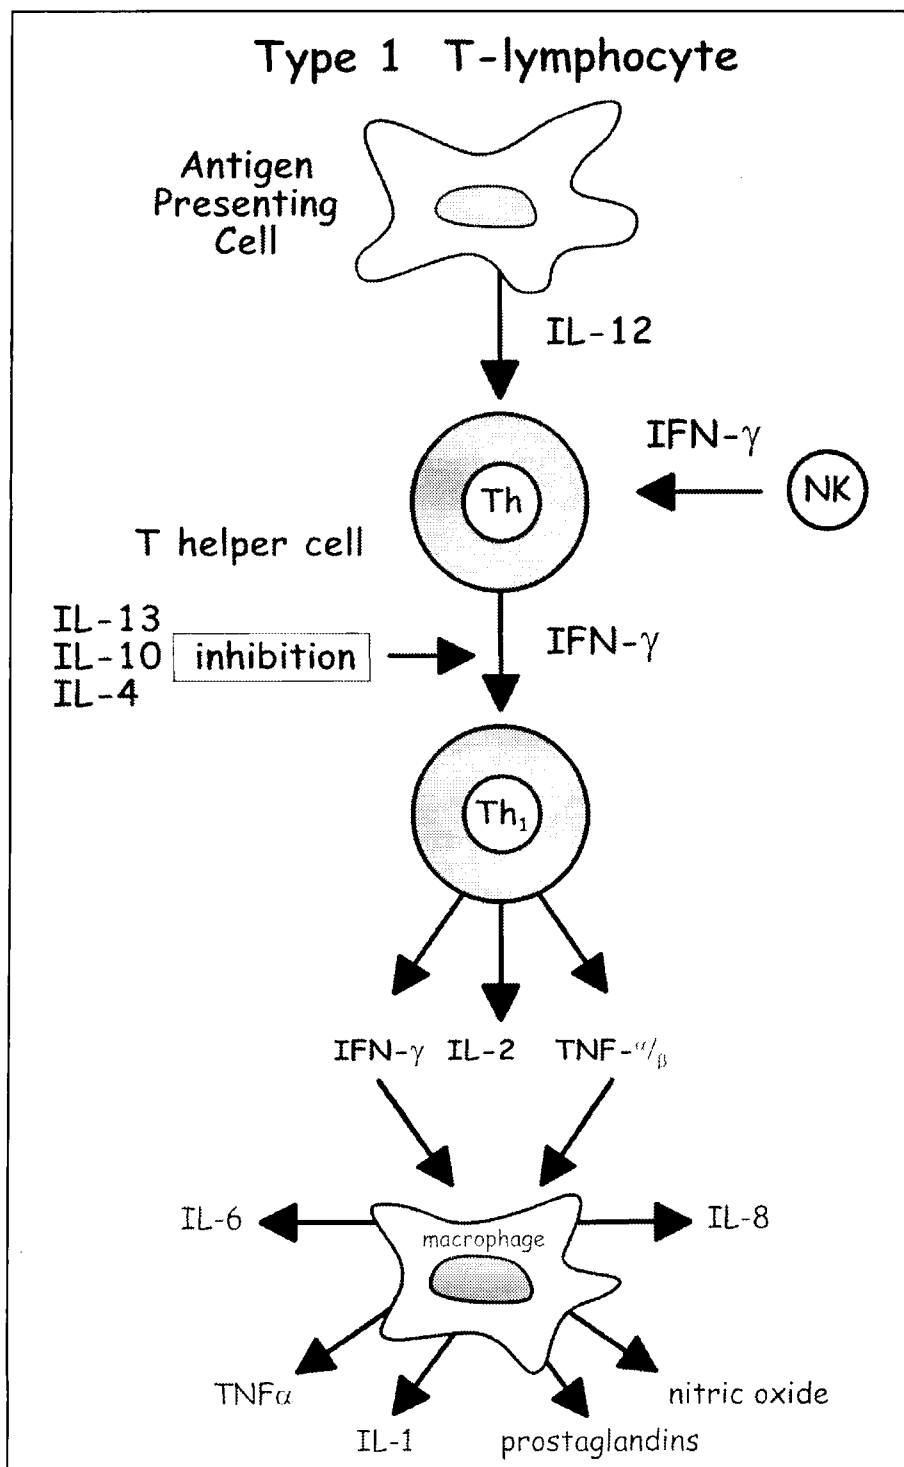 Type 1 T-lymphocyte
Antigen
Presenting
Cell
IL-12
IFN-γ
Th
NK
T helper cell
IL-13
IL-10 inhibition
IL-4
IFN-γ
Th₁
IFN-γ IL-2 TNF-α/β
IL-6
macrophage
IL-8
TNFα
nitric oxide
IL-1
prostaglandins